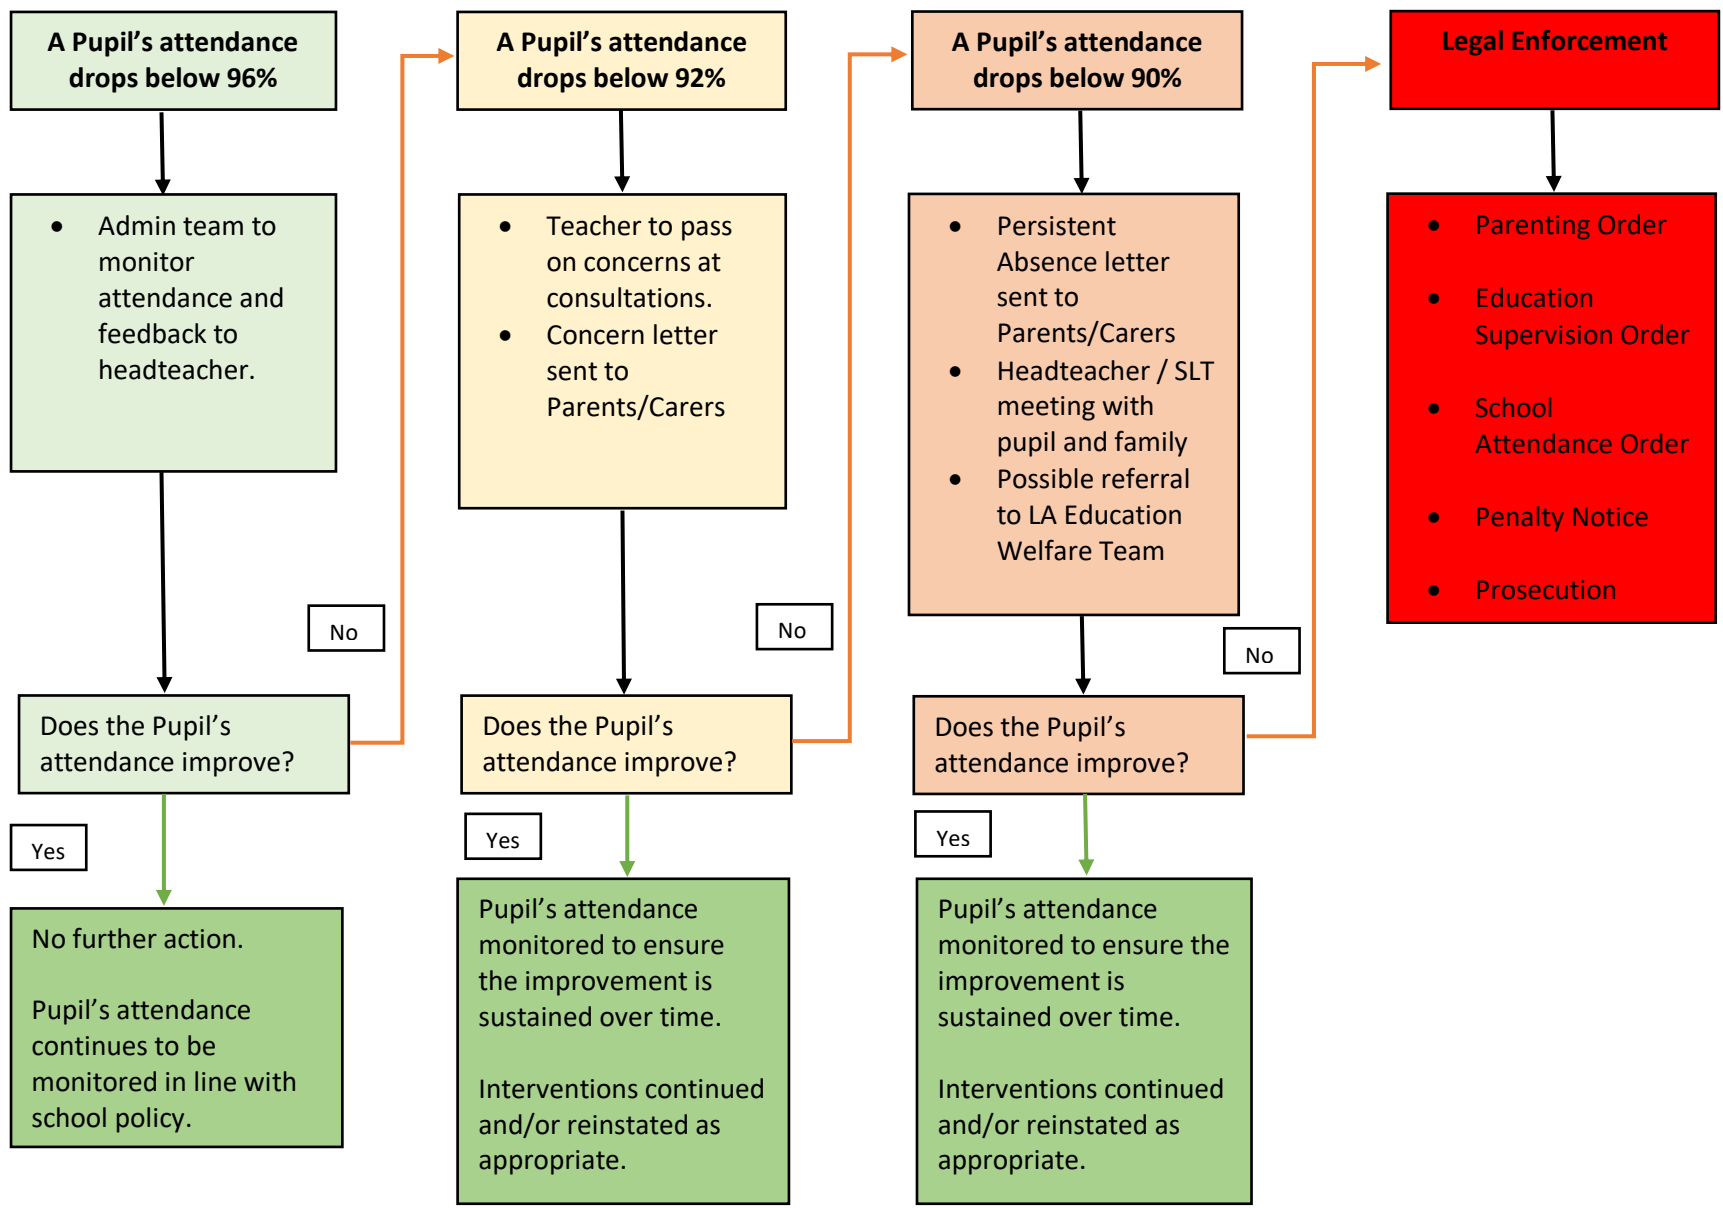 A Pupil’s attendance
drops below 96%
• Admin team to
monitor
attendance and
feedback to
headteacher.
No
Does the Pupil’s
attendance improve?
Yes
No further action.
Pupil’s attendance
continues to be
monitored in line with
school policy.
A Pupil’s attendance
drops below 92%
• Teacher to pass
on concerns at
consultations.
• Concern letter
sent to
Parents/Carers
No
Does the Pupil’s
attendance improve?
Yes
Pupil’s attendance
monitored to ensure
the improvement is
sustained over time.
Interventions continued
and/or reinstated as
appropriate.
A Pupil’s attendance
drops below 90%
• Persistent
Absence letter
sent to
Parents/Carers
• Headteacher / SLT
meeting with
pupil and family
• Possible referral
to LA Education
Welfare Team
No
Does the Pupil’s
attendance improve?
Yes
Pupil’s attendance
monitored to ensure the
improvement is
sustained over time.
Interventions continued
and/or reinstated as
appropriate.
Legal Enforcement
• Parenting Order
• Education
Supervision Order
• School
Attendance Order
• Penalty Notice
• Prosecution